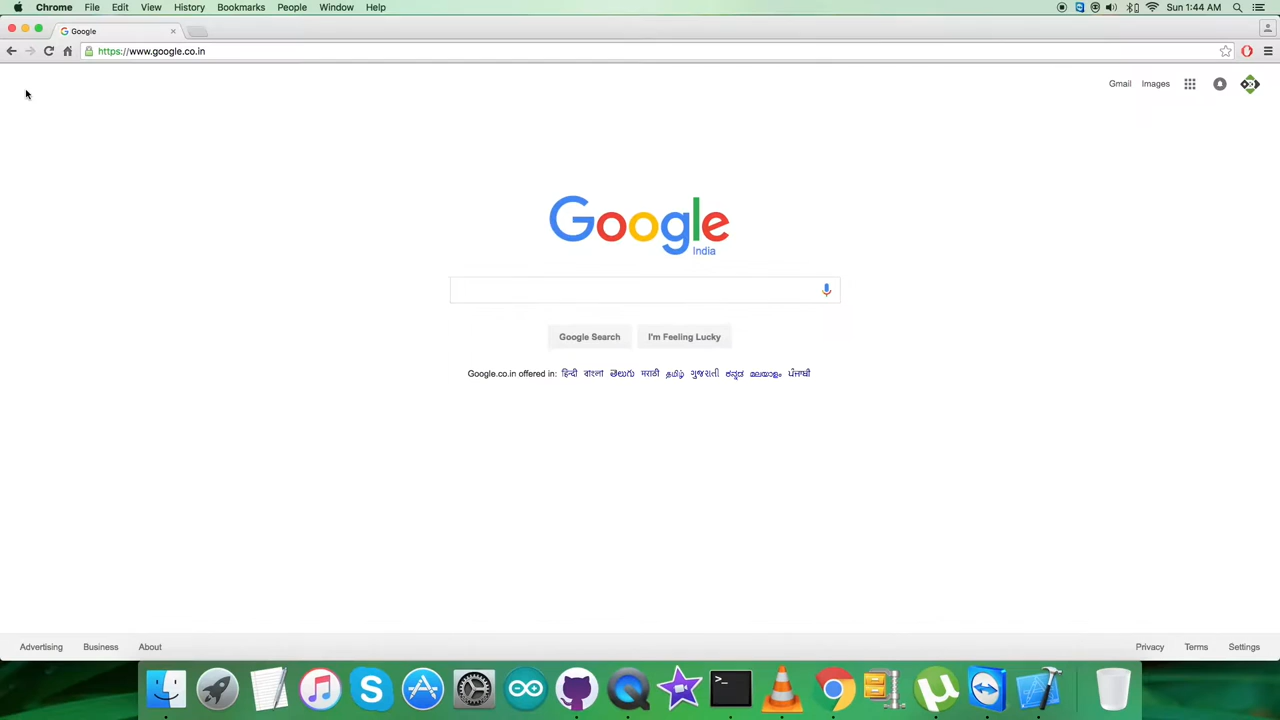 Chrome File Edit View History Bookmarks People Window Help Sun 1:44 AM
Google
https://www.google.co.in
Gmail Images
Google
India
Google Search I'm Feeling Lucky
Google.co.in offered in: हिन्दी বাংলা తెలుగు मराठी தமிழ் ગુજરાતી ಕನ್ನಡ മലയാളം ਪੰਜਾਬੀ
Advertising Business About Privacy Terms Settings